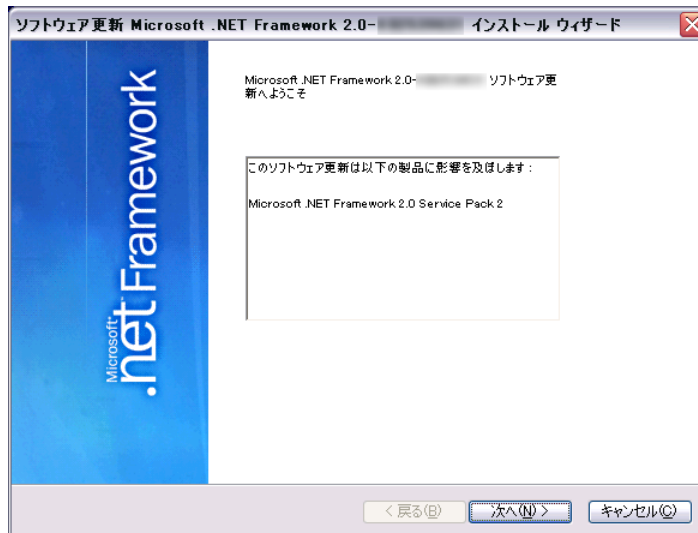 ソフトウェア更新 Microsoft .NET Framework 2.0- インストール ウィザード
Microsoft .NET Framework 2.0- ソフトウェア更
新へようこそ
このソフトウェア更新は以下の製品に影響を及ぼします：
Microsoft .NET Framework 2.0 Service Pack 2
Microsoft
.net Framework
< 戻る(B)
次へ(N) >
キャンセル(C)